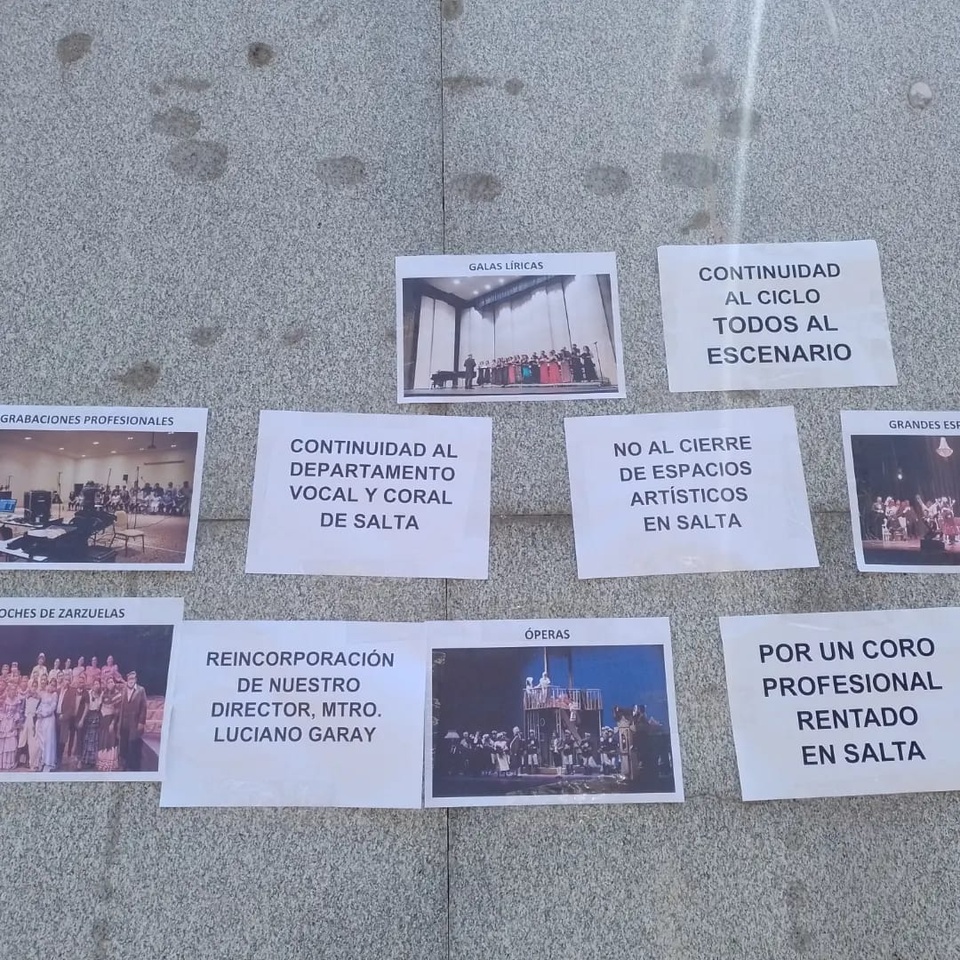 GALAS LÍRICAS
CONTINUIDAD
AL CICLO
TODOS AL
ESCENARIO
GRABACIONES PROFESIONALES
CONTINUIDAD AL
DEPARTAMENTO
VOCAL Y CORAL
DE SALTA
NO AL CIERRE
DE ESPACIOS
ARTÍSTICOS
EN SALTA
GRANDES ESP
OCHES DE ZARZUELAS
REINCORPORACIÓN
DE NUESTRO
DIRECTOR, MTRO.
LUCIANO GARAY
ÓPERAS
POR UN CORO
PROFESIONAL
RENTADO
EN SALTA